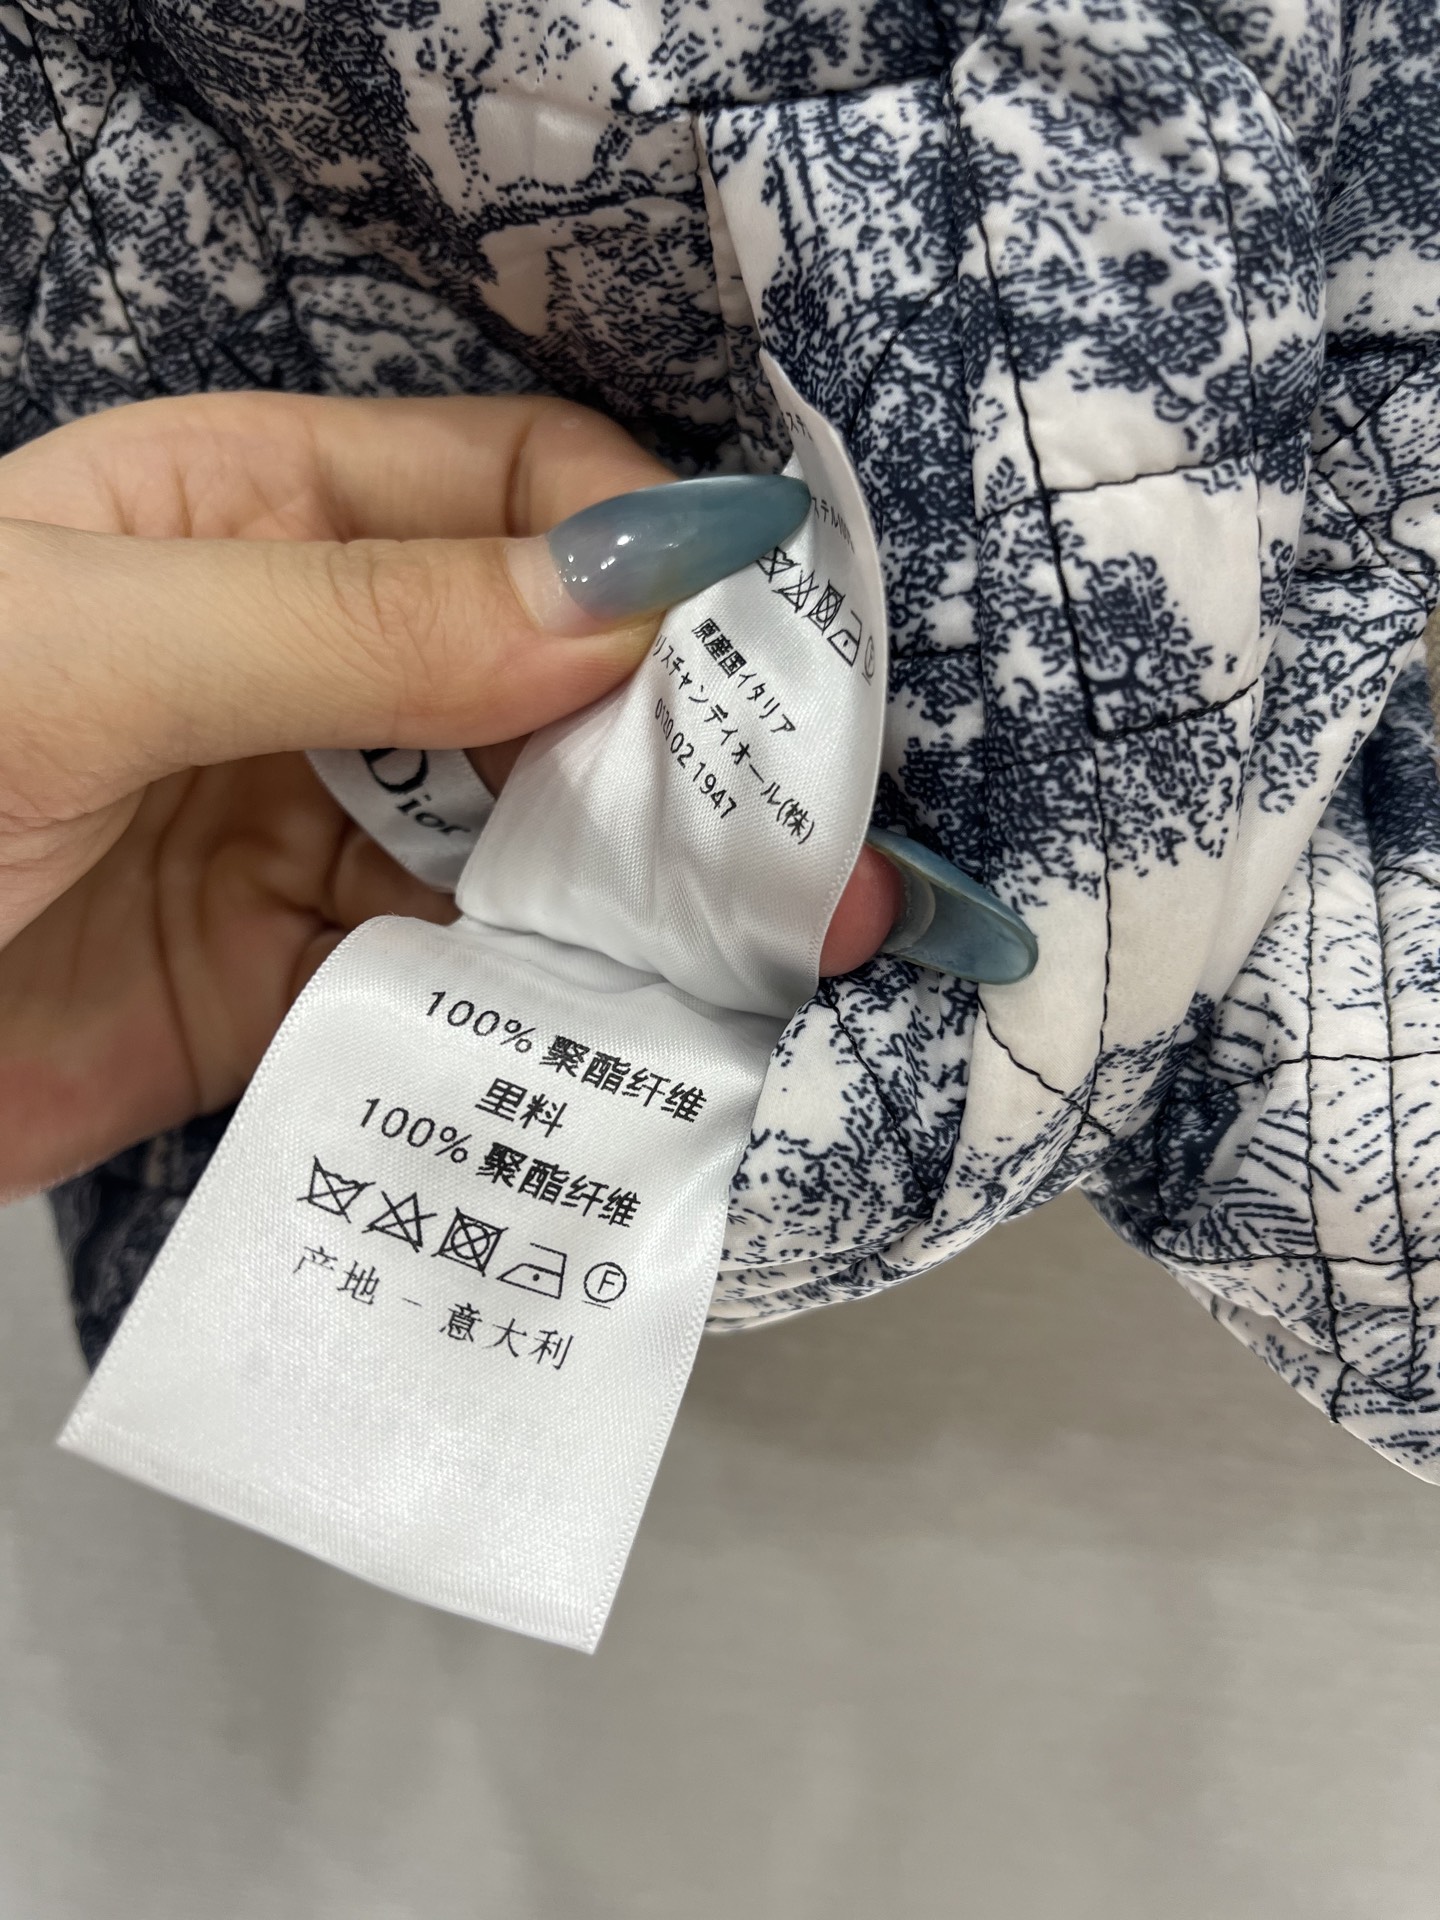 原産国イタリア
リスチャンディオール(株)
0120 02 1947
Dior
100% 聚酯纤维
里料
100% 聚酯纤维
F
产地 - 意大利